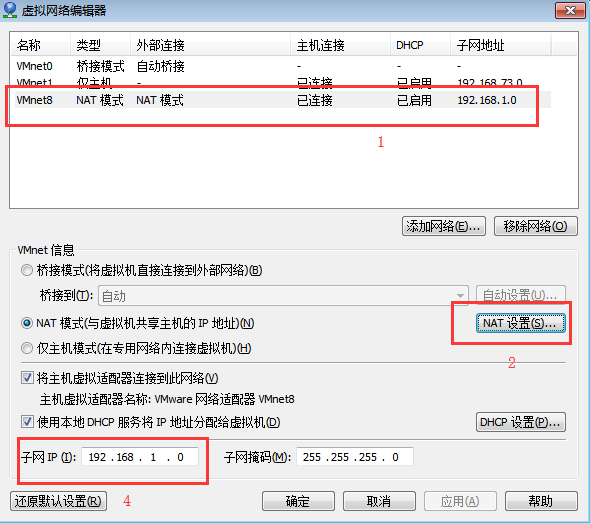 虚拟网络编辑器
名称 类型 外部连接 主机连接 DHCP 子网地址
VMnet0 桥接模式 自动桥接 - - -
VMnet1 仅主机... - 已连接 已启用 192.168.73.0
VMnet8 NAT 模式 NAT 模式 已连接 已启用 192.168.1.0
1
添加网络(E)... 移除网络(O)
VMnet 信息
桥接模式(将虚拟机直接连接到外部网络)(B)
桥接到(T): 自动 自动设置(U)...
NAT 模式(与虚拟机共享主机的 IP 地址)(N) NAT 设置(S)...
仅主机模式(在专用网络内连接虚拟机)(H)
2
将主机虚拟适配器连接到此网络(V)
主机虚拟适配器名称: VMware 网络适配器 VMnet8
使用本地 DHCP 服务将 IP 地址分配给虚拟机(D) DHCP 设置(P)...
子网 IP (I): 192 .168 . 1 . 0 子网掩码(M): 255 .255 .255 . 0
还原默认设置(R) 4 确定 取消 应用(A) 帮助